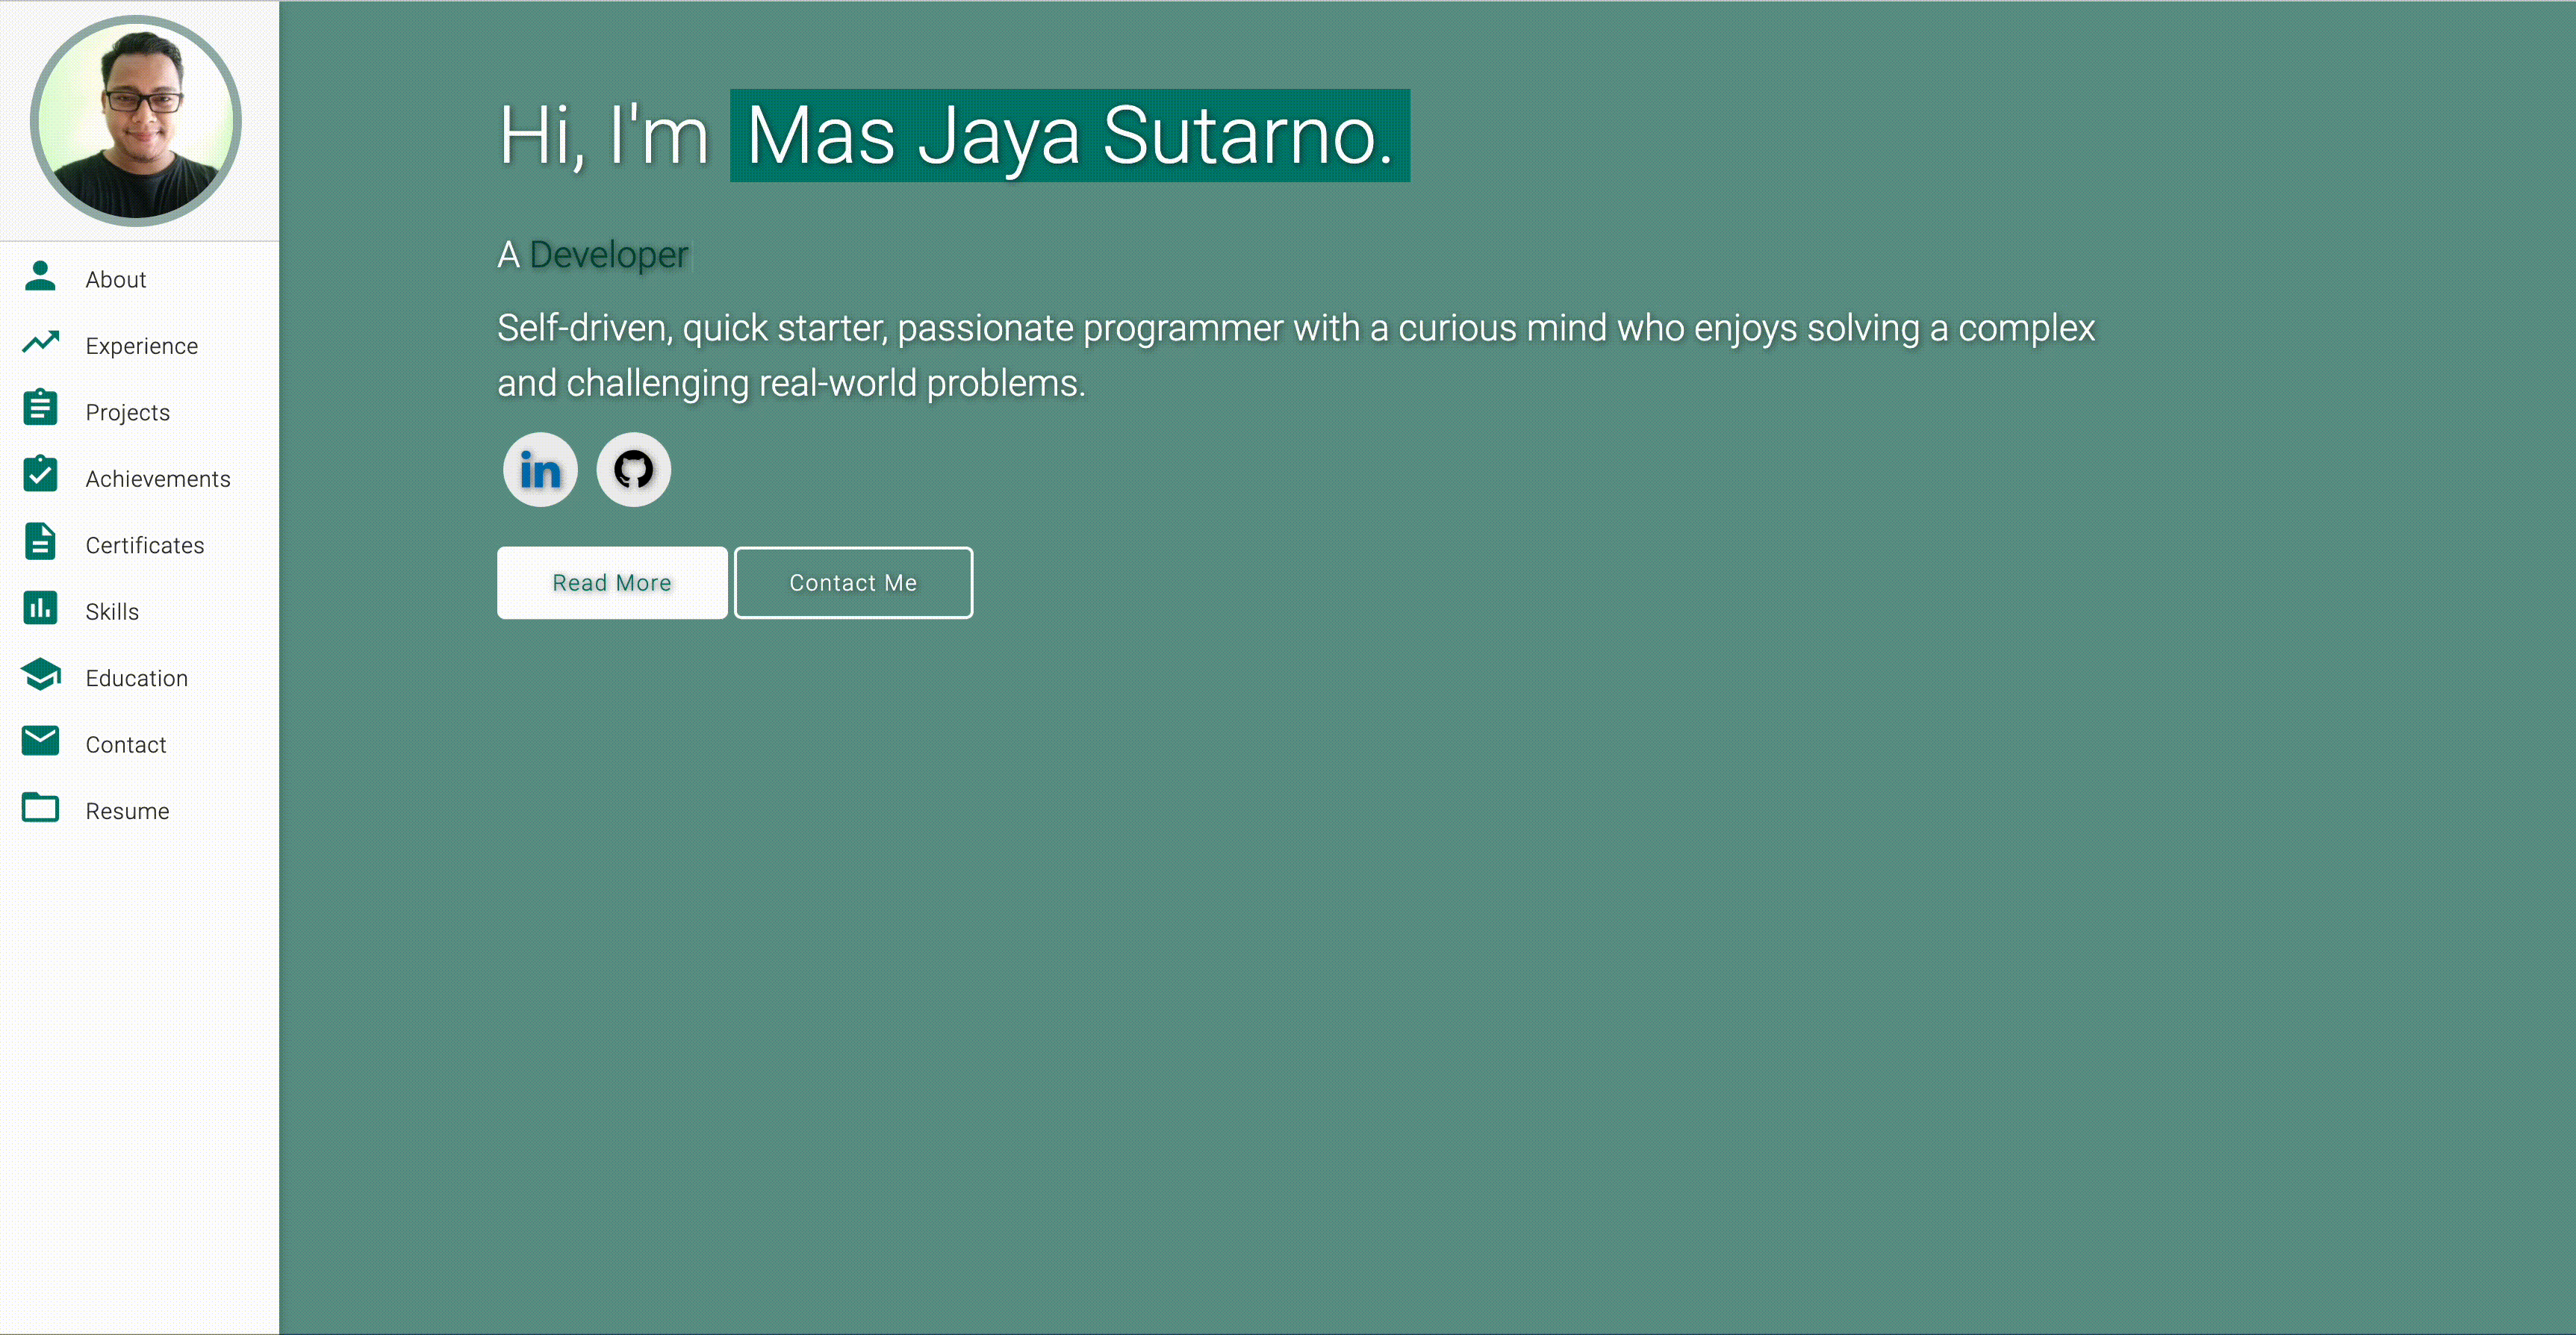 About
Experience
Projects
Achievements
Certificates
Skills
Education
Contact
Resume
Hi, I'm Mas Jaya Sutarno.
A Developer
Self-driven, quick starter, passionate programmer with a curious mind who enjoys solving a complex
and challenging real-world problems.
in
Read More Contact Me